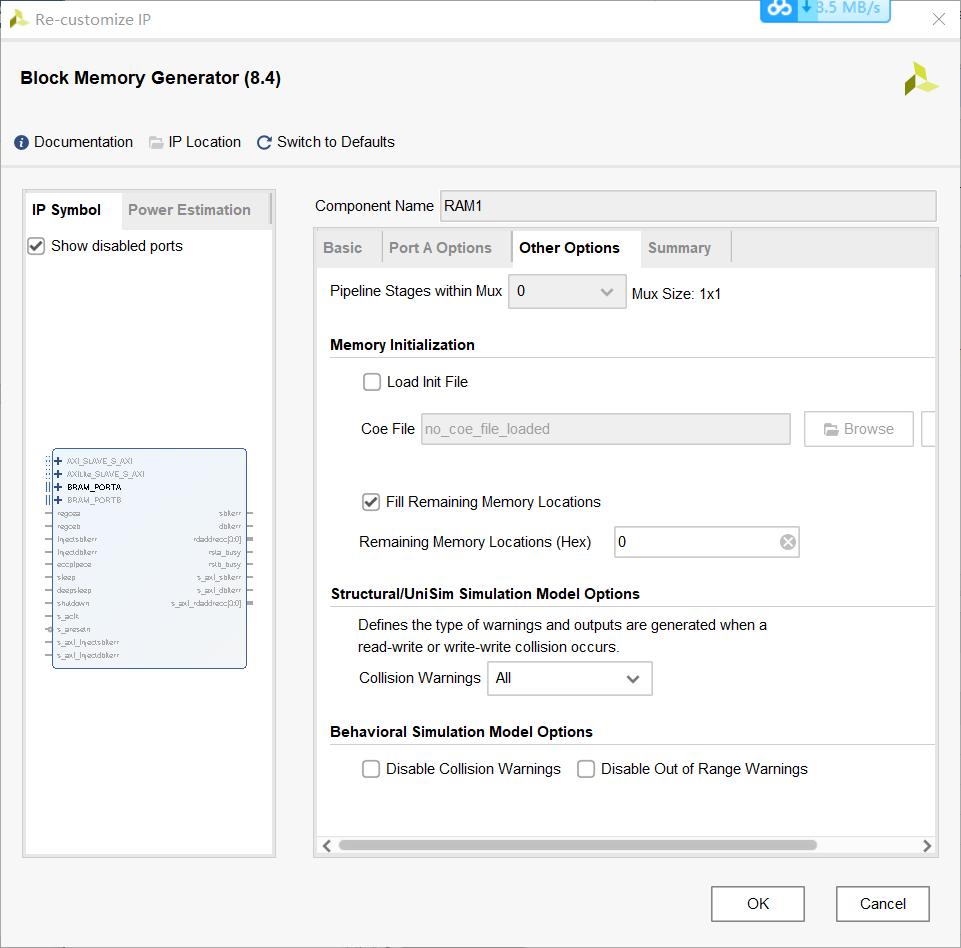 Re-customize IP
3.5 MB/s
Block Memory Generator (8.4)
Documentation IP Location Switch to Defaults
IP Symbol Power Estimation
Show disabled ports
AXI_SLAVE_S_AXI
AXILite_SLAVE_S_AXI
BRAM_PORTA
BRAM_PORTB
regcea sbiterr
regceb dbiterr
injectsbiterr rdaddrecc[0:0]
injectdbiterr rsta_busy
eccpipece rstb_busy
sleep s_axi_sbiterr
deepsleep s_axi_dbiterr
shutdown s_axi_rdaddrecc[0:0]
s_aclk
s_aresetn
s_axi_injectsbiterr
s_axi_injectdbiterr
Component Name RAM1
Basic Port A Options Other Options Summary
Pipeline Stages within Mux 0 Mux Size: 1x1
Memory Initialization
Load Init File
Coe File no_coe_file_loaded Browse
Fill Remaining Memory Locations
Remaining Memory Locations (Hex) 0
Structural/UniSim Simulation Model Options
Defines the type of warnings and outputs are generated when a
read-write or write-write collision occurs.
Collision Warnings All
Behavioral Simulation Model Options
Disable Collision Warnings Disable Out of Range Warnings
OK Cancel